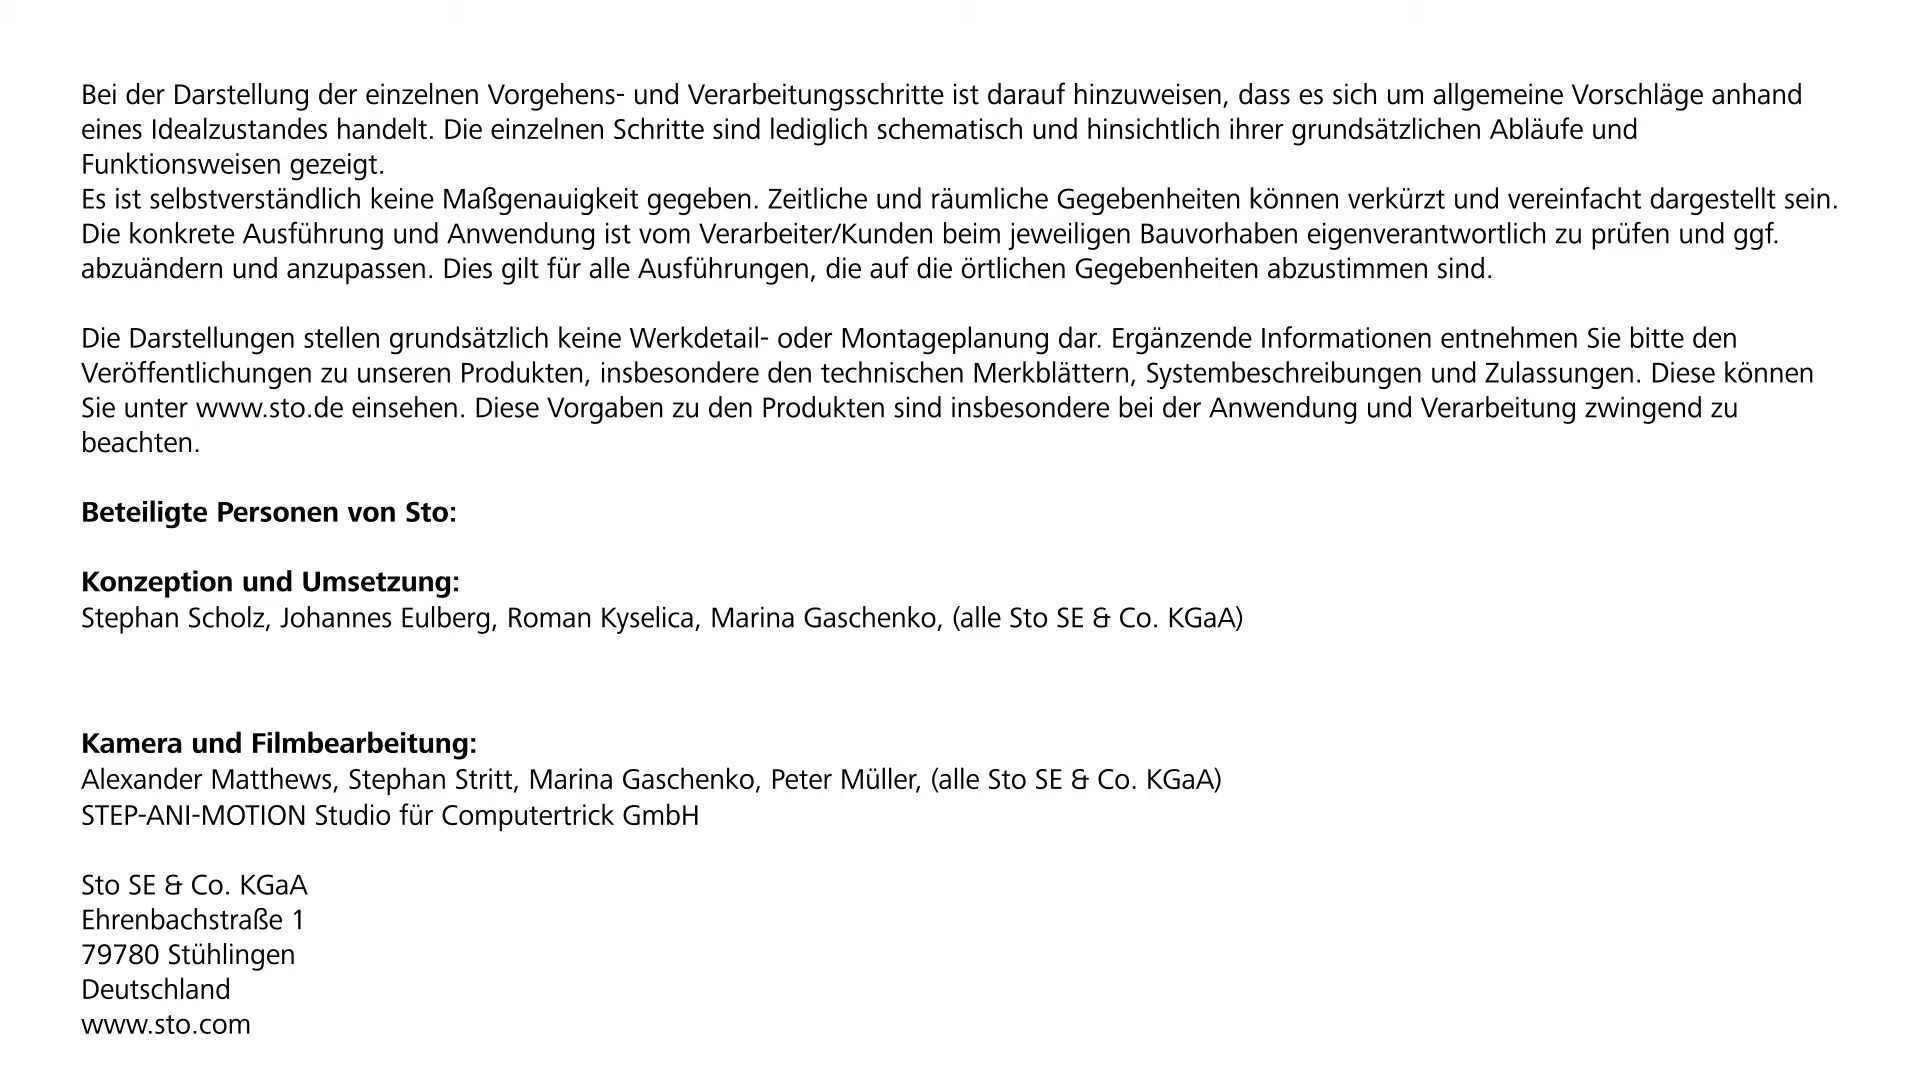 Bei der Darstellung der einzelnen Vorgehens- und Verarbeitungsschritte ist darauf hinzuweisen, dass es sich um allgemeine Vorschläge anhand
eines Idealzustandes handelt. Die einzelnen Schritte sind lediglich schematisch und hinsichtlich ihrer grundsätzlichen Abläufe und
Funktionsweisen gezeigt.
Es ist selbstverständlich keine Maßgenauigkeit gegeben. Zeitliche und räumliche Gegebenheiten können verkürzt und vereinfacht dargestellt sein.
Die konkrete Ausführung und Anwendung ist vom Verarbeiter/Kunden beim jeweiligen Bauvorhaben eigenverantwortlich zu prüfen und ggf.
abzuändern und anzupassen. Dies gilt für alle Ausführungen, die auf die örtlichen Gegebenheiten abzustimmen sind.
Die Darstellungen stellen grundsätzlich keine Werkdetail- oder Montageplanung dar. Ergänzende Informationen entnehmen Sie bitte den
Veröffentlichungen zu unseren Produkten, insbesondere den technischen Merkblättern, Systembeschreibungen und Zulassungen. Diese können
Sie unter www.sto.de einsehen. Diese Vorgaben zu den Produkten sind insbesondere bei der Anwendung und Verarbeitung zwingend zu
beachten.
Beteiligte Personen von Sto:
Konzeption und Umsetzung:
Stephan Scholz, Johannes Eulberg, Roman Kyselica, Marina Gaschenko, (alle Sto SE & Co. KGaA)
Kamera und Filmbearbeitung:
Alexander Matthews, Stephan Stritt, Marina Gaschenko, Peter Müller, (alle Sto SE & Co. KGaA)
STEP-ANI-MOTION Studio für Computertrick GmbH
Sto SE & Co. KGaA
Ehrenbachstraße 1
79780 Stühlingen
Deutschland
www.sto.com